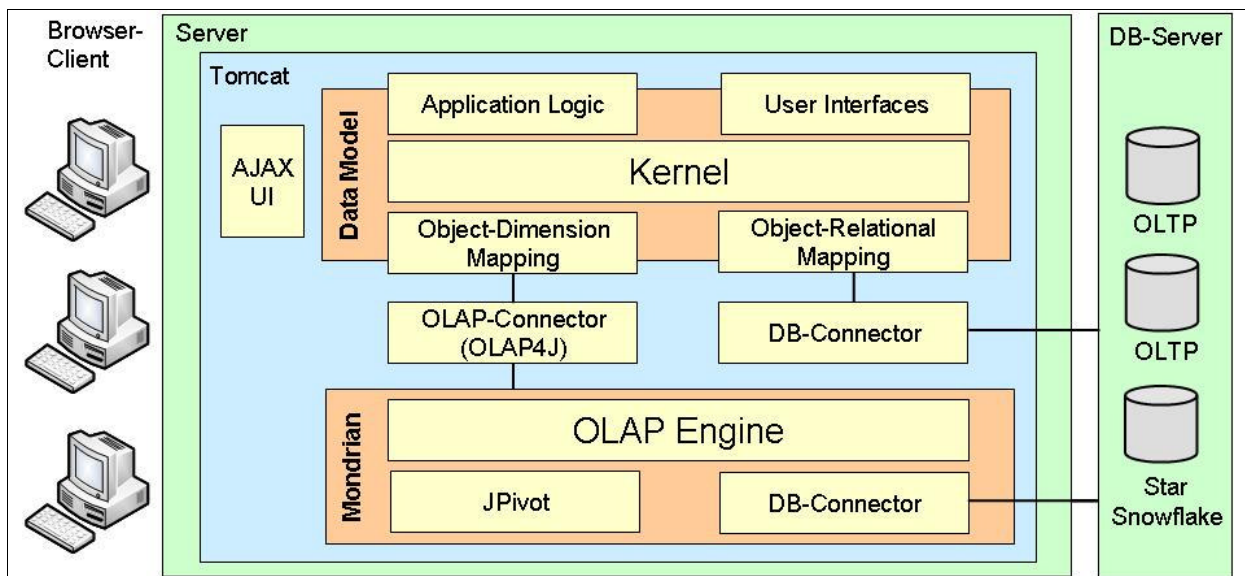 Browser-
Client
Server
DB-Server
Tomcat
Data Model
Application Logic
User Interfaces
AJAX
UI
Kernel
Object-Dimension
Mapping
Object-Relational
Mapping
OLTP
OLAP-Connector
(OLAP4J)
DB-Connector
OLTP
Mondrian
OLAP Engine
JPivot
DB-Connector
Star
Snowflake